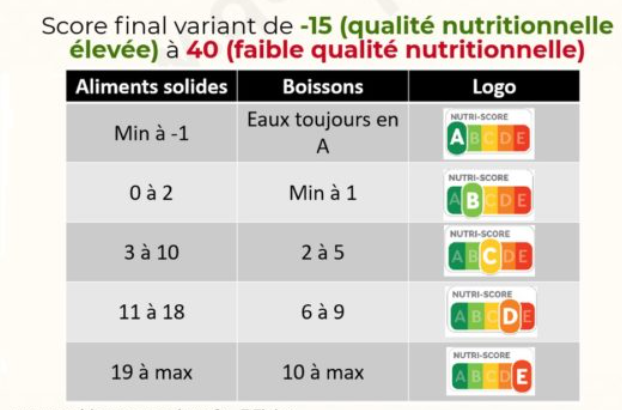 Score final variant de -15 (qualité nutritionnelle
élevée) à 40 (faible qualité nutritionnelle)
Aliments solides Boissons Logo
Min à -1 Eaux toujours en A NUTRI-SCORE A B C D E
0 à 2 Min à 1 NUTRI-SCORE A B C D E
3 à 10 2 à 5 NUTRI-SCORE A B C D E
11 à 18 6 à 9 NUTRI-SCORE A B C D E
19 à max 10 à max NUTRI-SCORE A B C D E